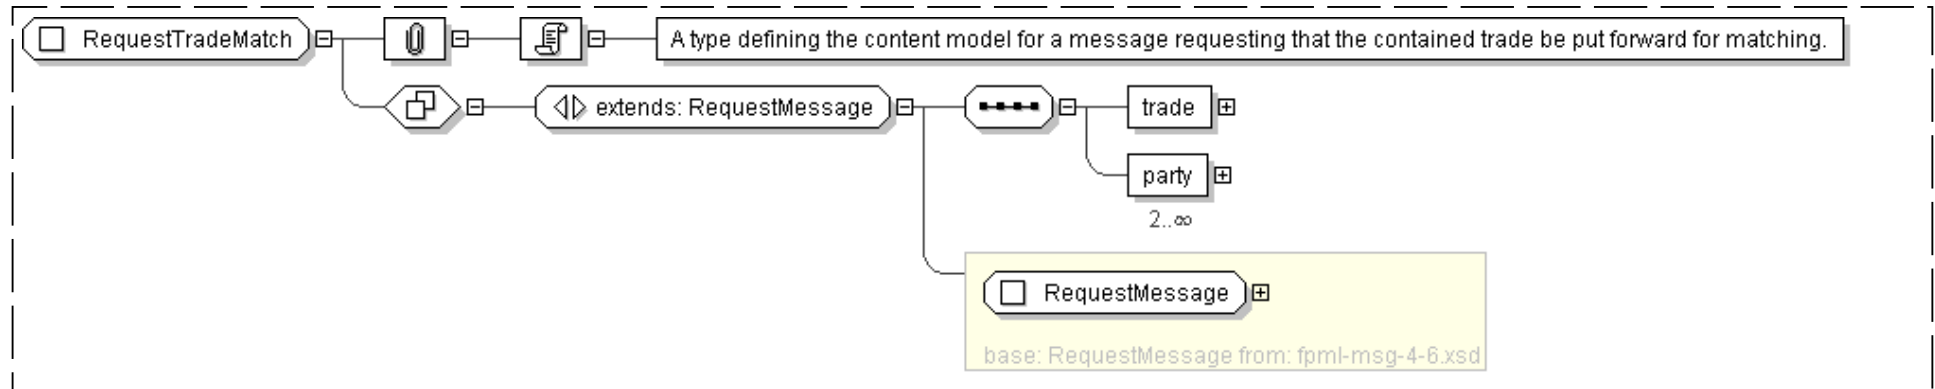 RequestTradeMatch
A type defining the content model for a message requesting that the contained trade be put forward for matching.
extends: RequestMessage
trade
party
2..∞
RequestMessage
base: RequestMessage from: fpml-msg-4-6.xsd